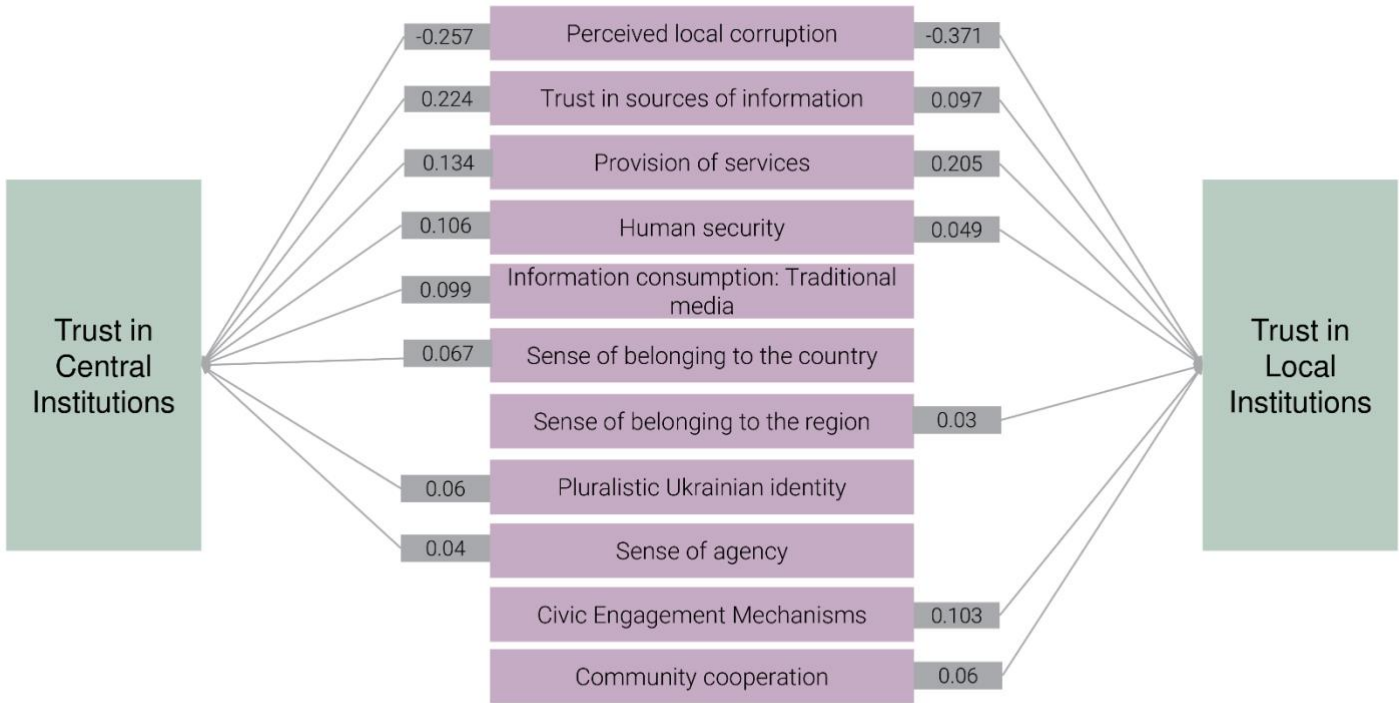 -0.257
Perceived local corruption
-0.371
0.224
Trust in sources of information
0.097
0.134
Provision of services
0.205
0.106
Human security
0.049
0.099
Information consumption: Traditional
media
0.067
Sense of belonging to the country
Sense of belonging to the region
0.03
0.06
Pluralistic Ukrainian identity
0.04
Sense of agency
Civic Engagement Mechanisms
0.103
Community cooperation
0.06
Trust in
Central
Institutions
Trust in
Local
Institutions